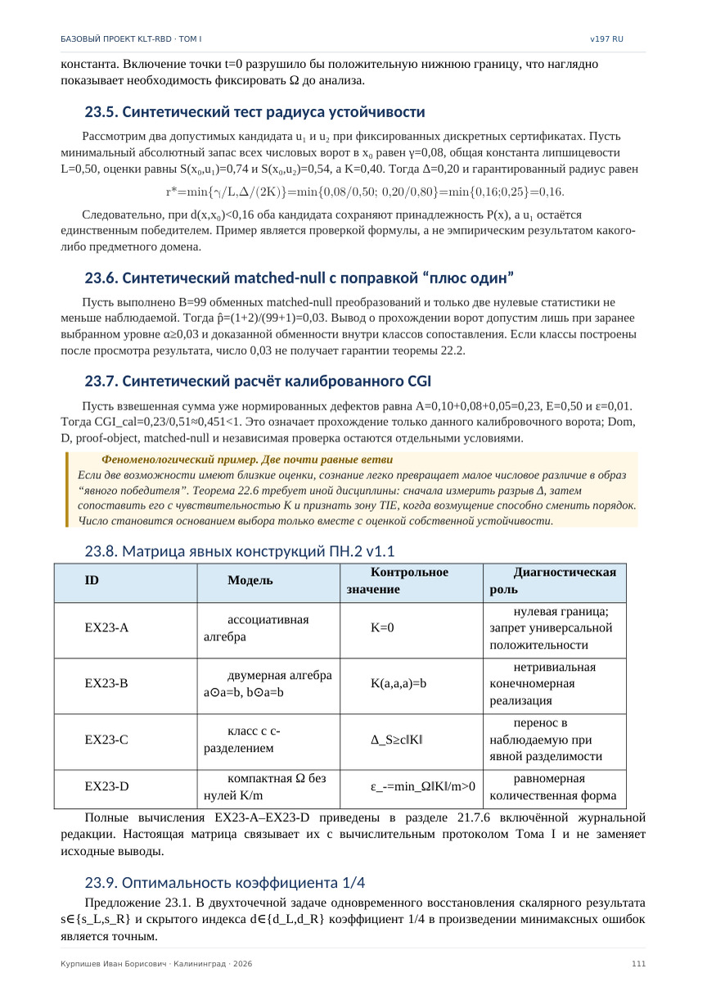 БАЗОВЫЙ ПРОЕКТ KLT-RBD · ТОМ I
v197 RU
константа. Включение точки t=0 разрушило бы положительную нижнюю границу, что наглядно
показывает необходимость фиксировать Ω до анализа.
23.5. Синтетический тест радиуса устойчивости
Рассмотрим два допустимых кандидата u₁ и u₂ при фиксированных дискретных сертификатах. Пусть
минимальный абсолютный запас всех числовых ворот в x₀ равен γ=0,08, общая константа липшицевости
L=0,50, оценки равны S(x₀,u₁)=0,74 и S(x₀,u₂)=0,54, а K=0,40. Тогда Δ=0,20 и гарантированный радиус равен
r*=min{γ/L,Δ/(2K)}=min{0,08/0,50; 0,20/0,80}=min{0,16;0,25}=0,16.
Следовательно, при d(x,x₀)<0,16 оба кандидата сохраняют принадлежность P(x), а u₁ остаётся
единственным победителем. Пример является проверкой формулы, а не эмпирическим результатом какого-
либо предметного домена.
23.6. Синтетический matched-null с поправкой “плюс один”
Пусть выполнено B=99 обменных matched-null преобразований и только две нулевые статистики не
меньше наблюдаемой. Тогда p̂=(1+2)/(99+1)=0,03. Вывод о прохождении ворот допустим лишь при заранее
выбранном уровне α≥0,03 и доказанной обменности внутри классов сопоставления. Если классы построены
после просмотра результата, число 0,03 не получает гарантии теоремы 22.2.
23.7. Синтетический расчёт калиброванного CGI
Пусть взвешенная сумма уже нормированных дефектов равна A=0,10+0,08+0,05=0,23, E=0,50 и ε=0,01.
Тогда CGI_cal=0,23/0,51≈0,451<1. Это означает прохождение только данного калибровочного ворота; Dom,
D, proof-object, matched-null и независимая проверка остаются отдельными условиями.
Феноменологический пример. Две почти равные ветви
Если две возможности имеют близкие оценки, сознание легко превращает малое числовое различие в образ
“явного победителя”. Теорема 22.6 требует иной дисциплины: сначала измерить разрыв Δ, затем
сопоставить его с чувствительностью K и признать зону TIE, когда возмущение способно сменить порядок.
Число становится основанием выбора только вместе с оценкой собственной устойчивости.
23.8. Матрица явных конструкций ПН.2 v1.1
ID
Модель
Контрольное
значение
Диагностическая
роль
EX23-A
ассоциативная
алгебра
K=0
нулевая граница;
запрет универсальной
положительности
EX23-B
двумерная алгебра
a⊙a=b, b⊙a=b
K(a,a,a)=b
нетривиальная
конечномерная
реализация
EX23-C
класс с c-
разделением
Δ_S≥c‖K‖
перенос в
наблюдаемую при
явной разделимости
EX23-D
компактная Ω без
нулей K/m
ε_-=min_Ω‖K‖/m>0
равномерная
количественная форма
Полные вычисления EX23-A–EX23-D приведены в разделе 21.7.6 включённой журнальной
редакции. Настоящая матрица связывает их с вычислительным протоколом Тома I и не заменяет
исходные выводы.
23.9. Оптимальность коэффициента 1/4
Предложение 23.1. В двухточечной задаче одновременного восстановления скалярного результата
s∈{s_L,s_R} и скрытого индекса d∈{d_L,d_R} коэффициент 1/4 в произведении минимаксных ошибок
является точным.
Курпишев Иван Борисович · Калининград · 2026
111